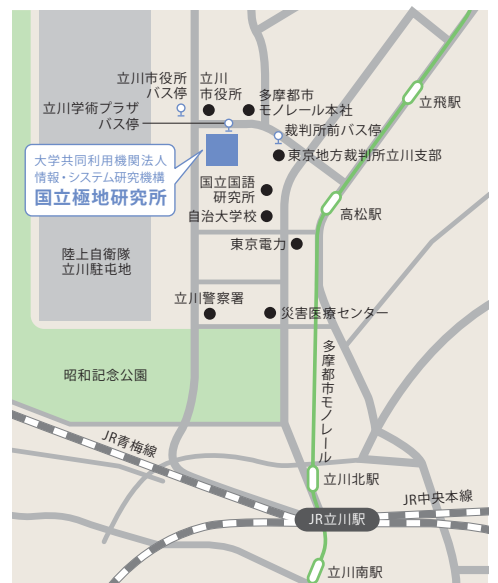 立川市役所
バス停
立川
市役所
多摩都市
モノレール本社
立飛駅
立川学術プラザ
バス停
裁判所前バス停
東京地方裁判所立川支部
大学共同利用機関法人
情報・システム研究機構
国立極地研究所
国立国語
研究所
自治大学校
高松駅
東京電力
陸上自衛隊
立川駐屯地
立川警察署
災害医療センター
多摩都市モノレール
昭和記念公園
JR青梅線
立川北駅
JR中央本線
JR立川駅
立川南駅